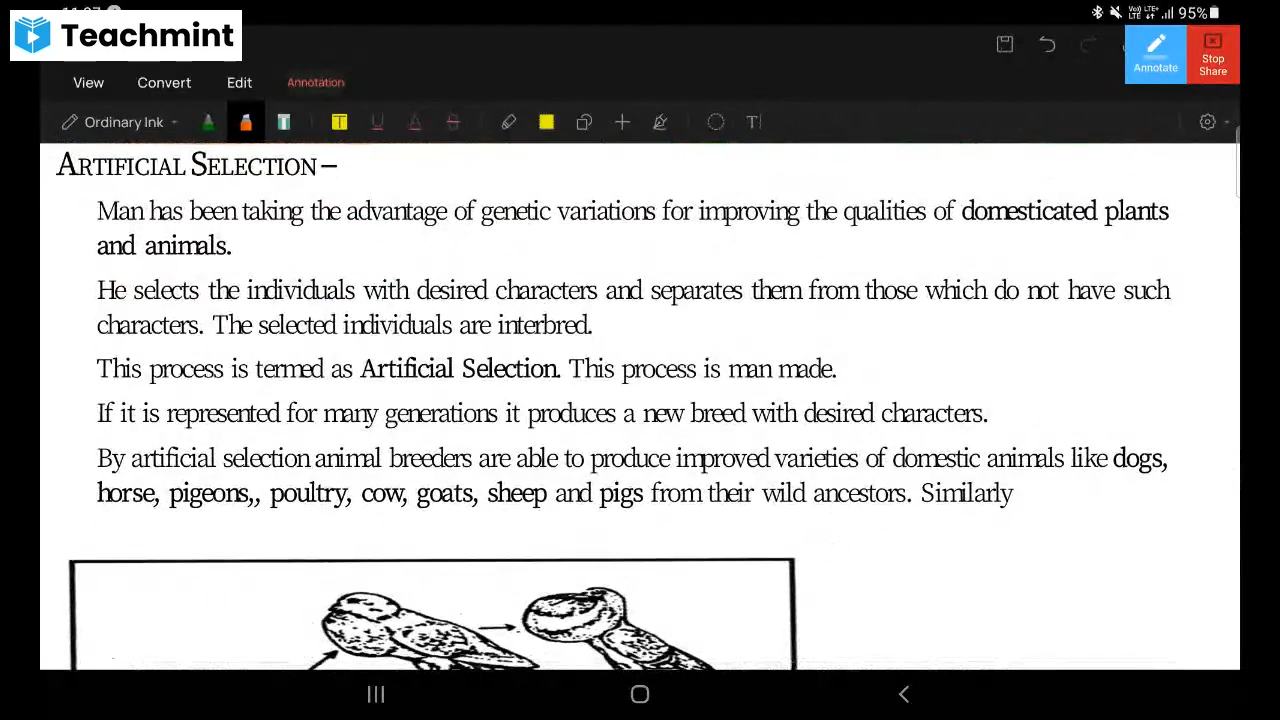 Teachmint
95%
Annotate
Stop
Share
View Convert Edit Annotation
Ordinary Ink
ARTIFICIAL SELECTION –
Man has been taking the advantage of genetic variations for improving the qualities of domesticated plants
and animals.
He selects the individuals with desired characters and separates them from those which do not have such
characters. The selected individuals are interbred.
This process is termed as Artificial Selection. This process is man made.
If it is represented for many generations it produces a new breed with desired characters.
By artificial selection animal breeders are able to produce improved varieties of domestic animals like dogs,
horse, pigeons,, poultry, cow, goats, sheep and pigs from their wild ancestors. Similarly